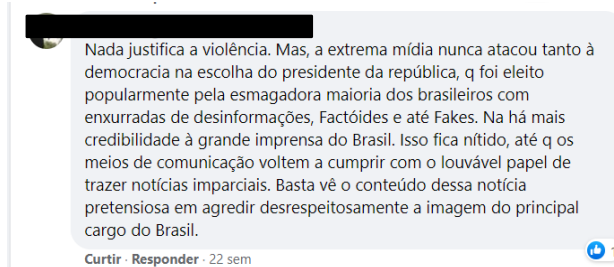 Nada justifica a violência. Mas, a extrema mídia nunca atacou tanto à
democracia na escolha do presidente da república, q foi eleito
popularmente pela esmagadora maioria dos brasileiros com
enxurradas de desinformações, Factóides e até Fakes. Na há mais
credibilidade à grande imprensa do Brasil. Isso fica nítido, até q os
meios de comunicação voltem a cumprir com o louvável papel de
trazer notícias imparciais. Basta vê o conteúdo dessa notícia
pretensiosa em agredir desrespeitosamente a imagem do principal
cargo do Brasil.
Curtir · Responder · 22 sem